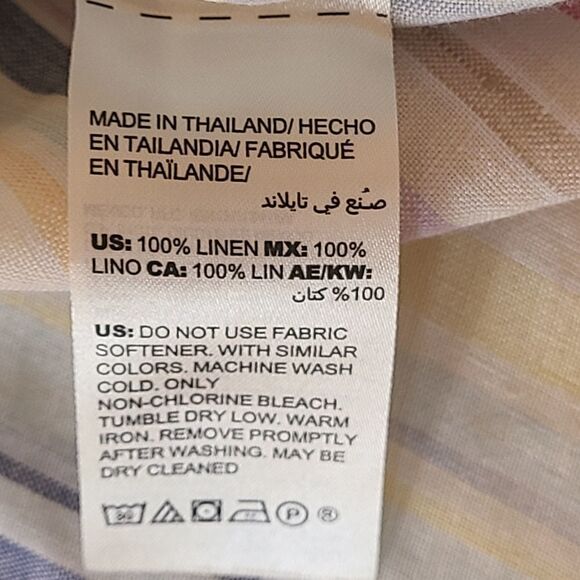 MADE IN THAILAND/ HECHO
EN TAILANDIA/ FABRIQUÉ
EN THAÏLANDE/
صُنع في تايلاند
US: 100% LINEN MX: 100%
LINO CA: 100% LIN AE/KW:
100% كتان
US: DO NOT USE FABRIC
SOFTENER. WITH SIMILAR
COLORS. MACHINE WASH
COLD. ONLY
NON-CHLORINE BLEACH.
TUMBLE DRY LOW. WARM
IRON. REMOVE PROMPTLY
AFTER WASHING. MAY BE
DRY CLEANED
30 P ®